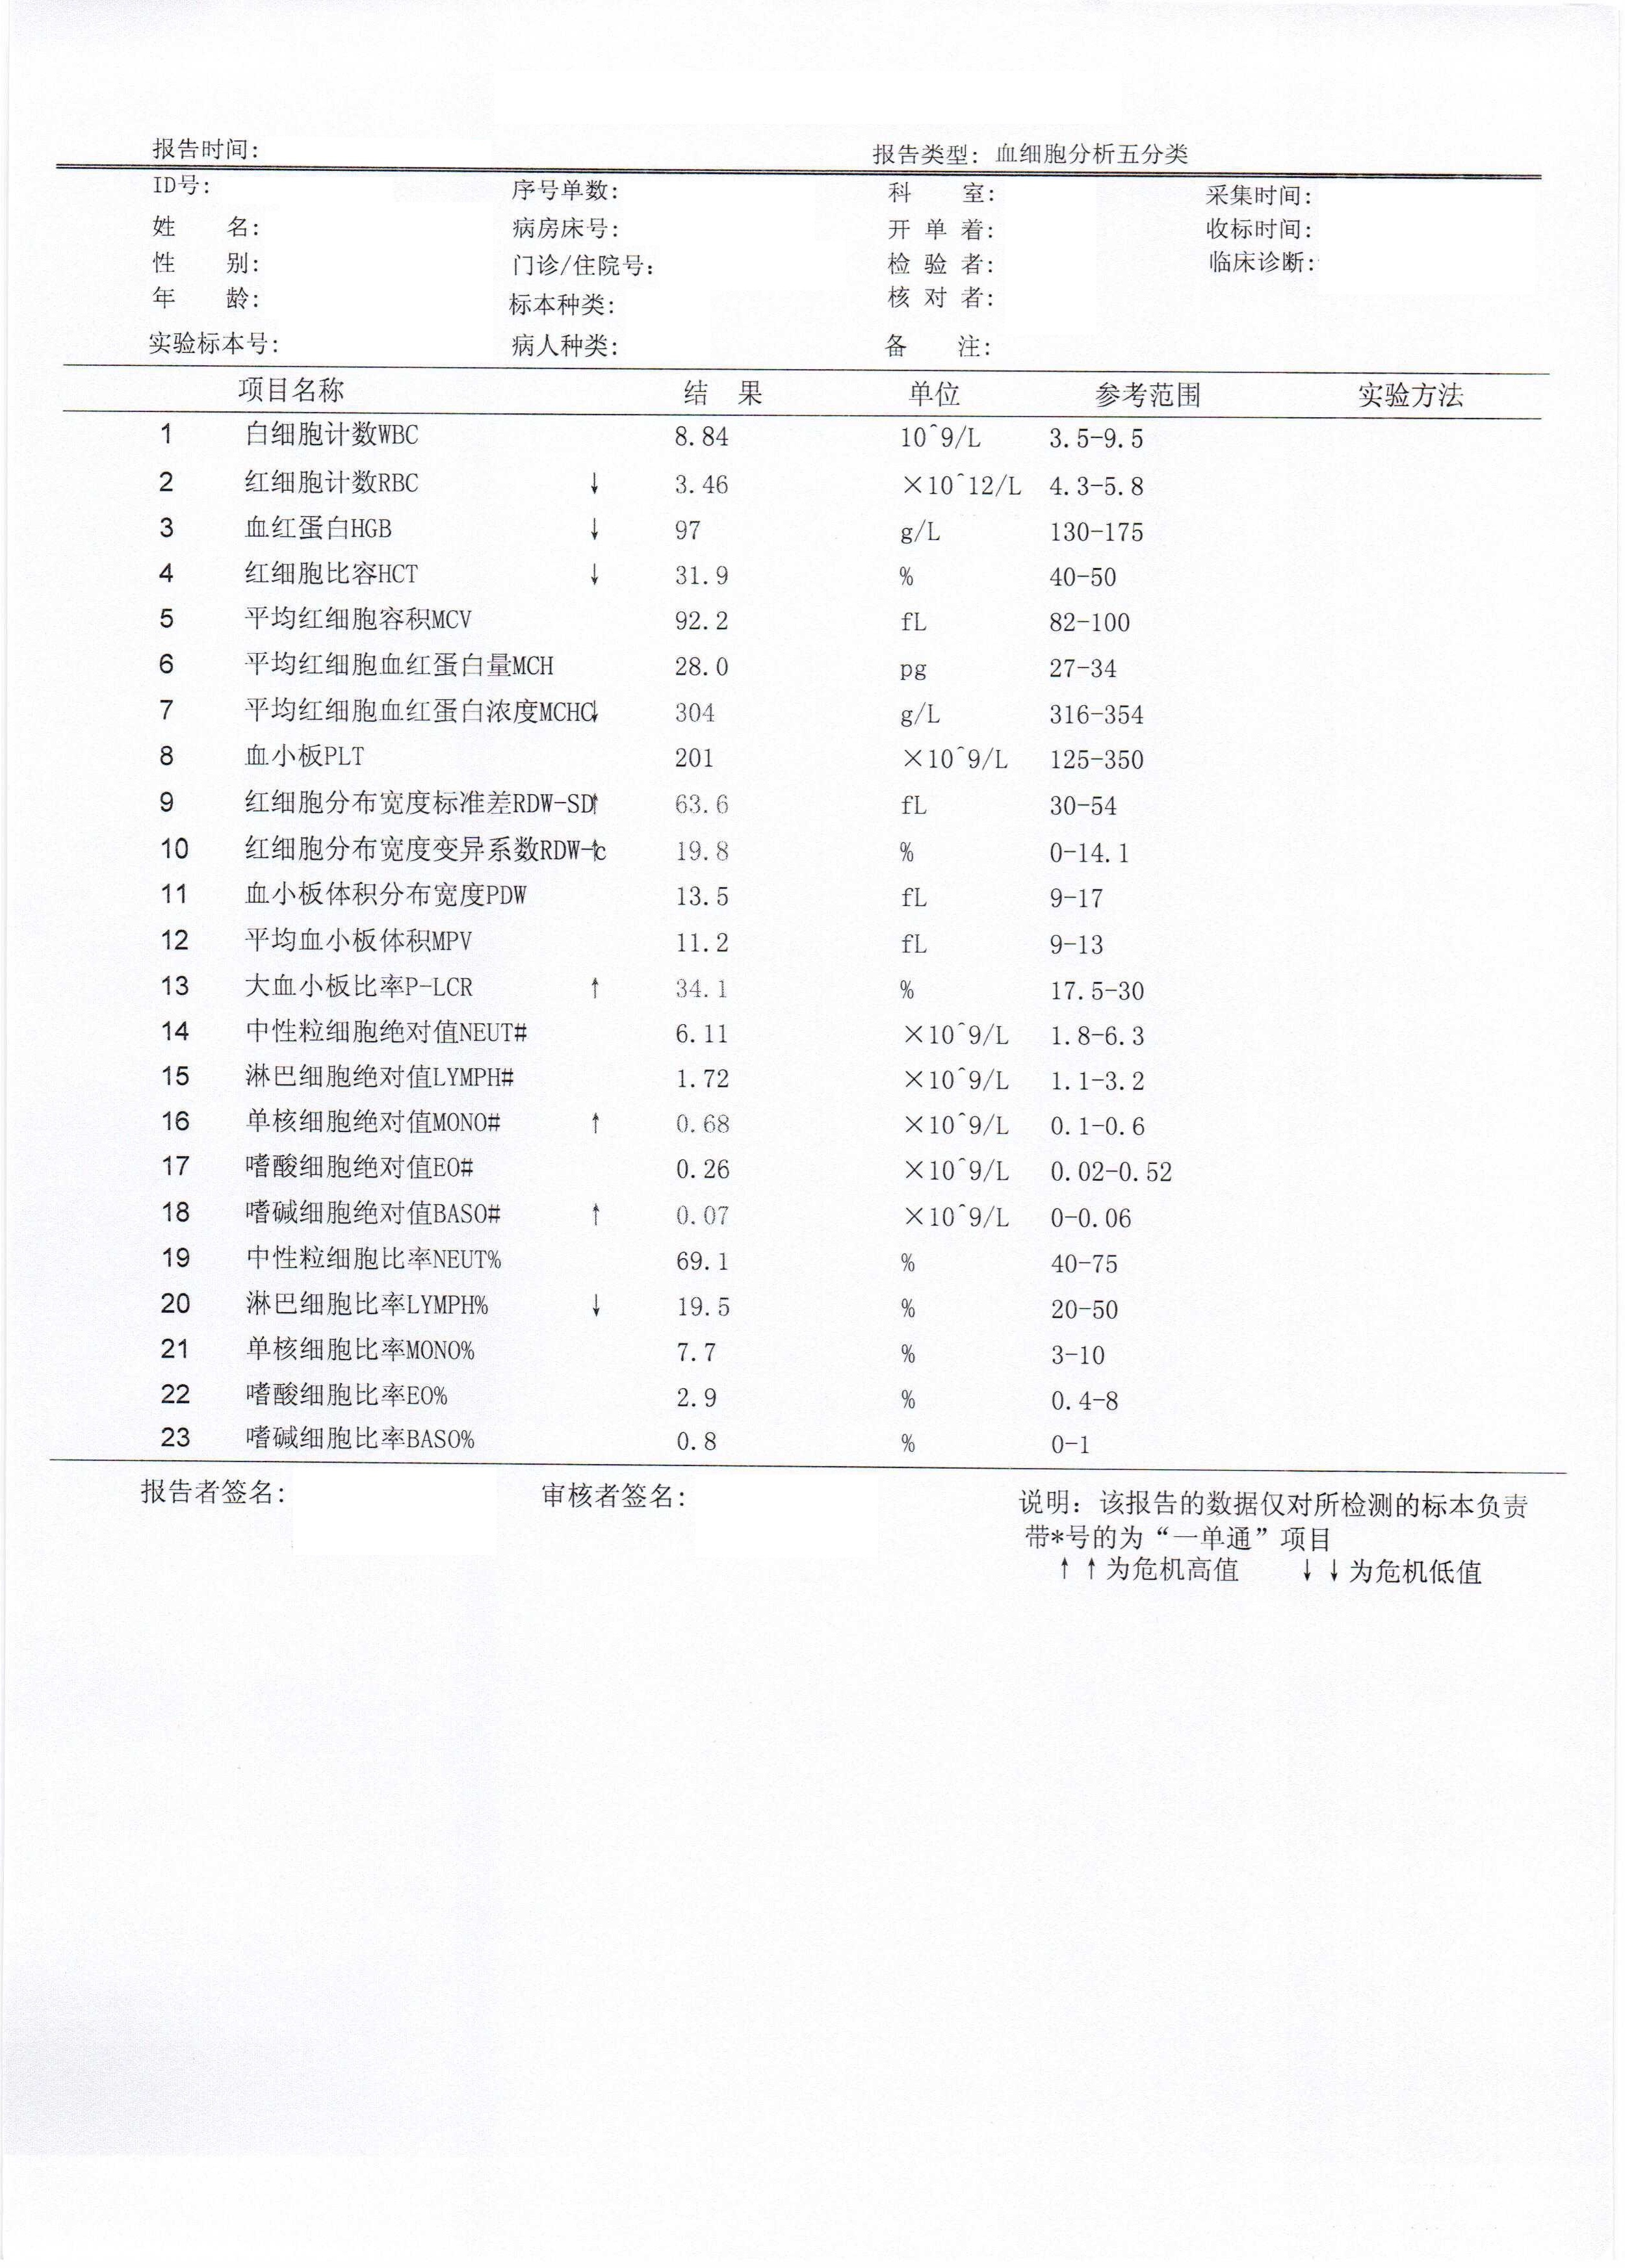 报告时间: 报告类型: 血细胞分析五分类
ID号: 序号单数: 科 室: 采集时间:
姓 名: 病房床号: 开 单 着: 收标时间:
性 别: 门诊/住院号: 检 验 者: 临床诊断:
年 龄: 标本种类: 核 对 者:
实验标本号: 病人种类: 备 注:
项目名称 结 果 单位 参考范围 实验方法
1 白细胞计数WBC 8.84 10^9/L 3.5-9.5
2 红细胞计数RBC ↓ 3.46 ×10^12/L 4.3-5.8
3 血红蛋白HGB ↓ 97 g/L 130-175
4 红细胞比容HCT ↓ 31.9 % 40-50
5 平均红细胞容积MCV 92.2 fL 82-100
6 平均红细胞血红蛋白量MCH 28.0 pg 27-34
7 平均红细胞血红蛋白浓度MCHC↓ 304 g/L 316-354
8 血小板PLT 201 ×10^9/L 125-350
9 红细胞分布宽度标准差RDW-SD↑ 63.6 fL 30-54
10 红细胞分布宽度变异系数RDW-c↑ 19.8 % 0-14.1
11 血小板体积分布宽度PDW 13.5 fL 9-17
12 平均血小板体积MPV 11.2 fL 9-13
13 大血小板比率P-LCR ↑ 34.1 % 17.5-30
14 中性粒细胞绝对值NEUT# 6.11 ×10^9/L 1.8-6.3
15 淋巴细胞绝对值LYMPH# 1.72 ×10^9/L 1.1-3.2
16 单核细胞绝对值MONO# ↑ 0.68 ×10^9/L 0.1-0.6
17 嗜酸细胞绝对值EO# 0.26 ×10^9/L 0.02-0.52
18 嗜碱细胞绝对值BASO# ↑ 0.07 ×10^9/L 0-0.06
19 中性粒细胞比率NEUT% 69.1 % 40-75
20 淋巴细胞比率LYMPH% ↓ 19.5 % 20-50
21 单核细胞比率MONO% 7.7 % 3-10
22 嗜酸细胞比率EO% 2.9 % 0.4-8
23 嗜碱细胞比率BASO% 0.8 % 0-1
报告者签名: 审核者签名: 说明: 该报告的数据仅对所检测的标本负责
带*号的为“一单通”项目
↑↑为危机高值 ↓↓为危机低值